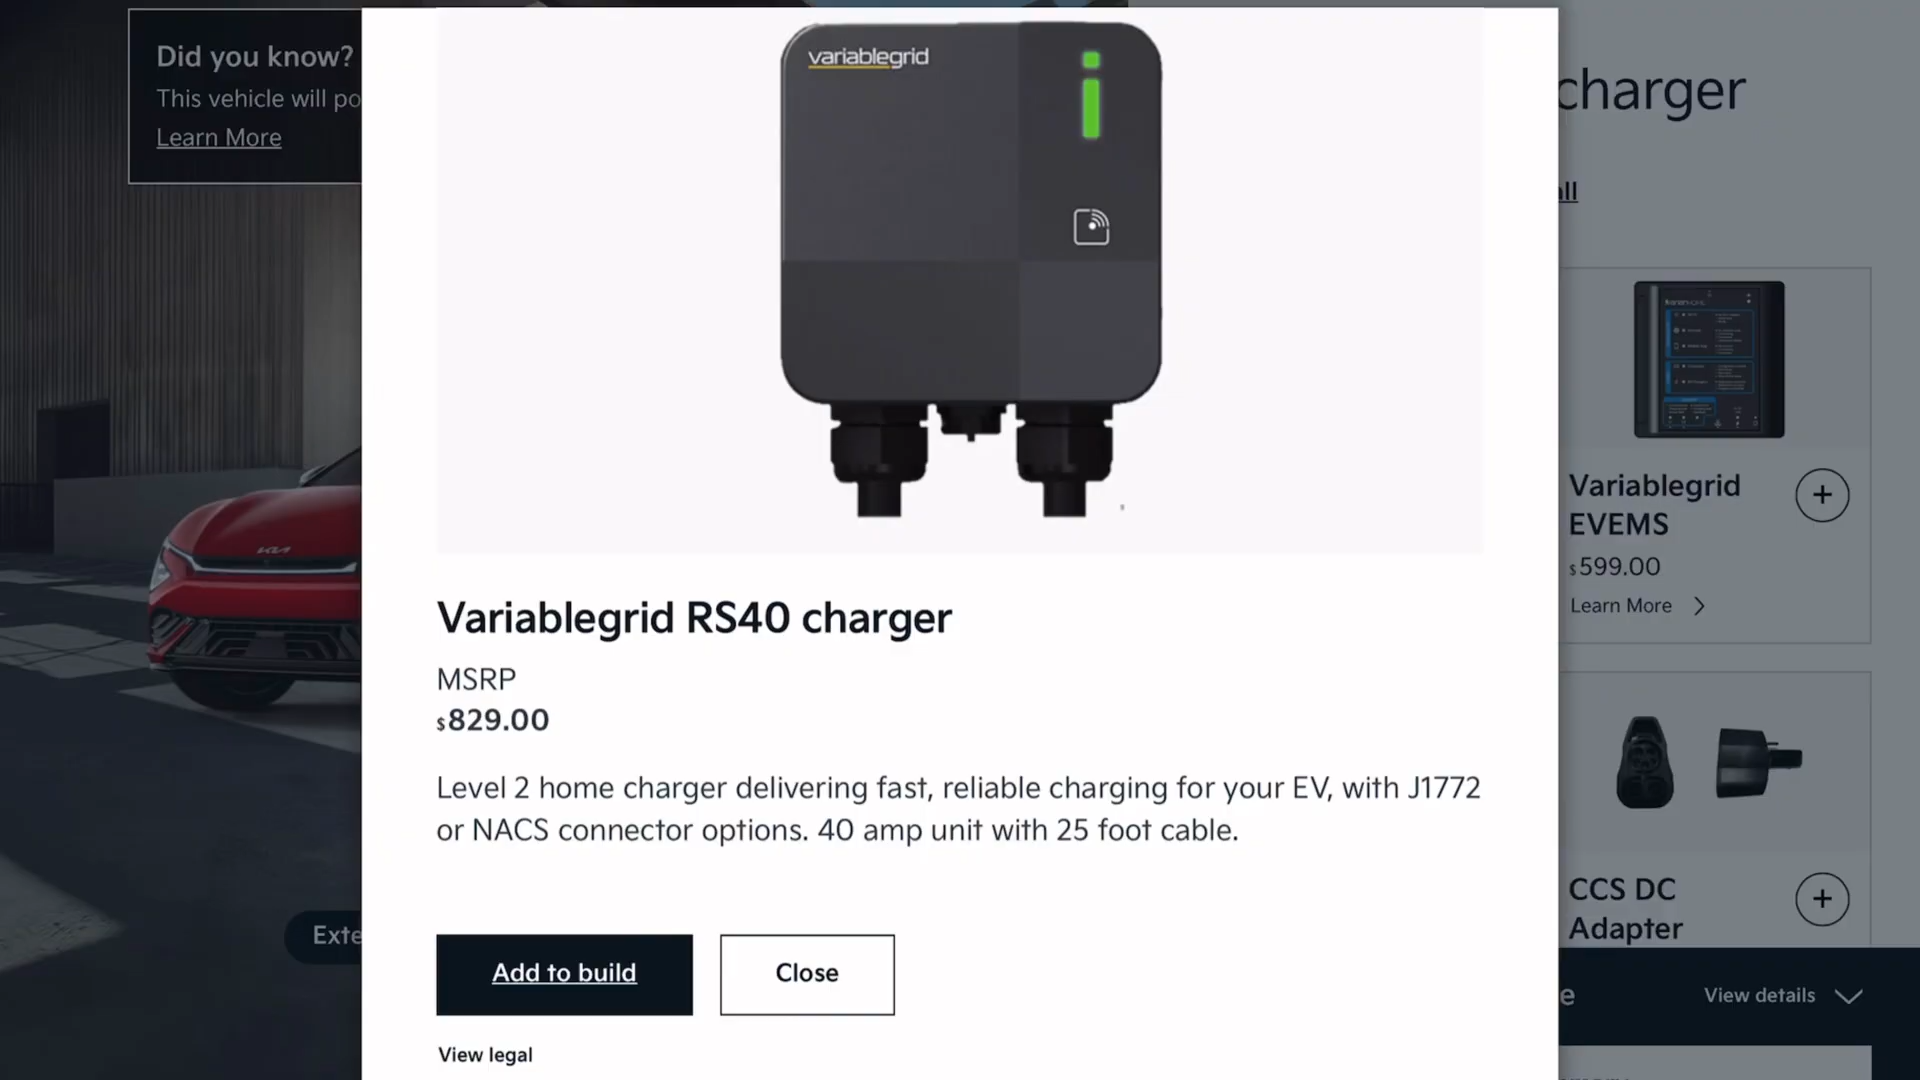 Did you know?
This vehicle will po
Learn More
variablegrid
charger
all
Variablegrid
EVEMS
$599.00
Learn More
Variablegrid RS40 charger
MSRP
$829.00
Level 2 home charger delivering fast, reliable charging for your EV, with J1772
or NACS connector options. 40 amp unit with 25 foot cable.
CCS DC
Adapter
Exte
Add to build
Close
e
View details
View legal